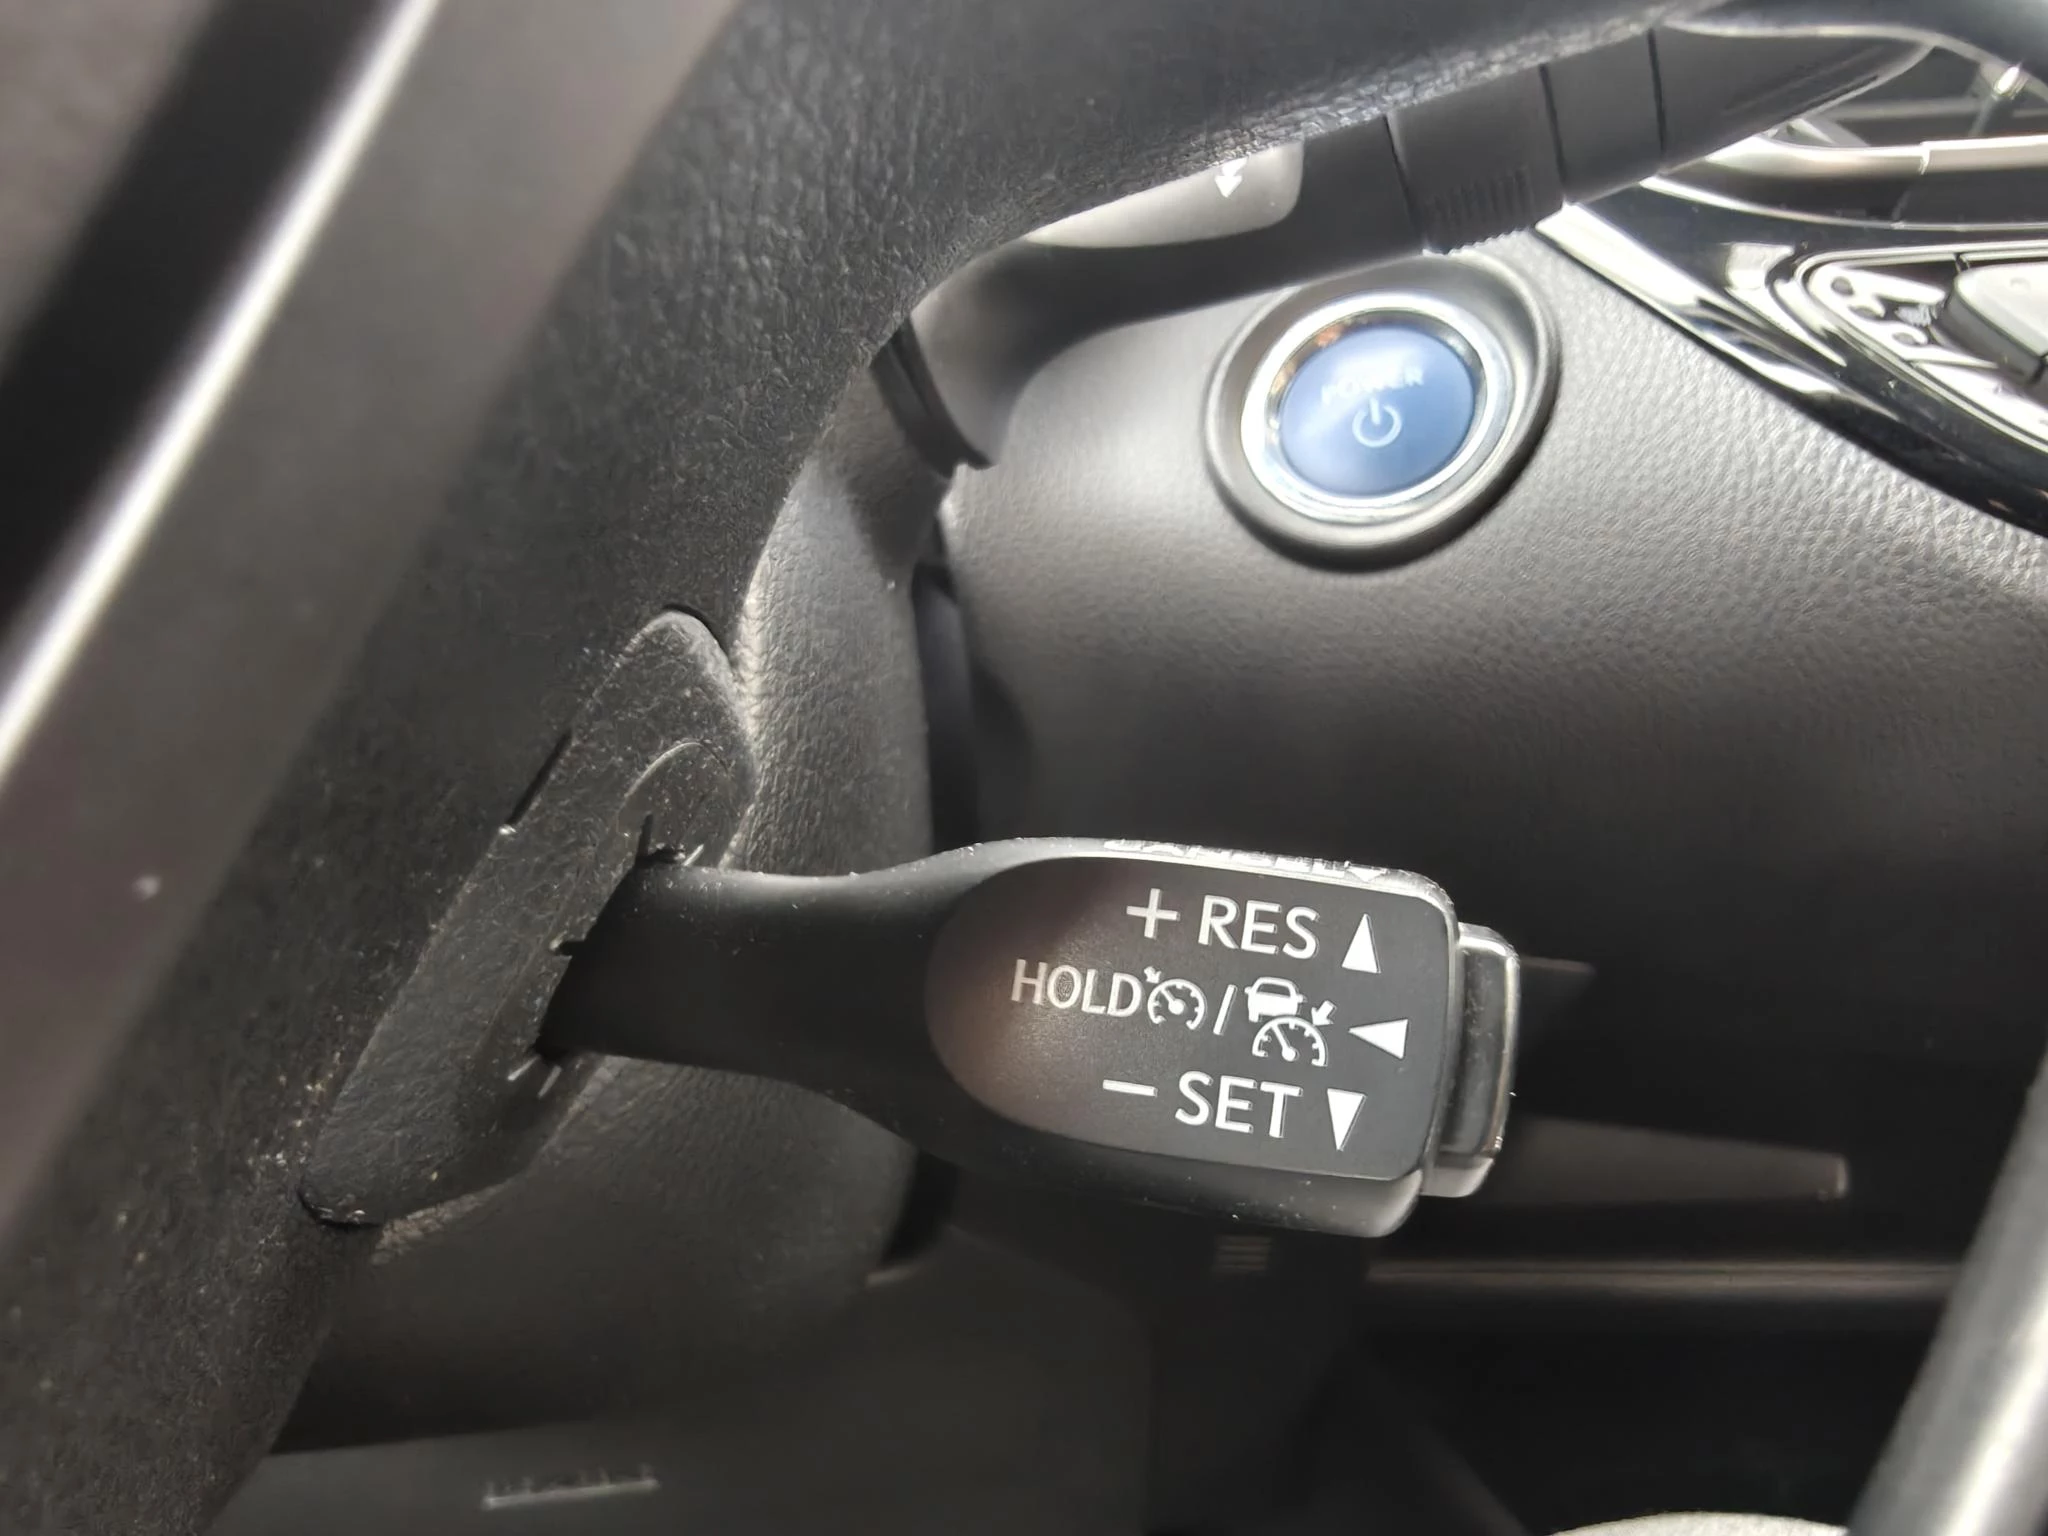 POWER
+ RES
HOLD /
− SET